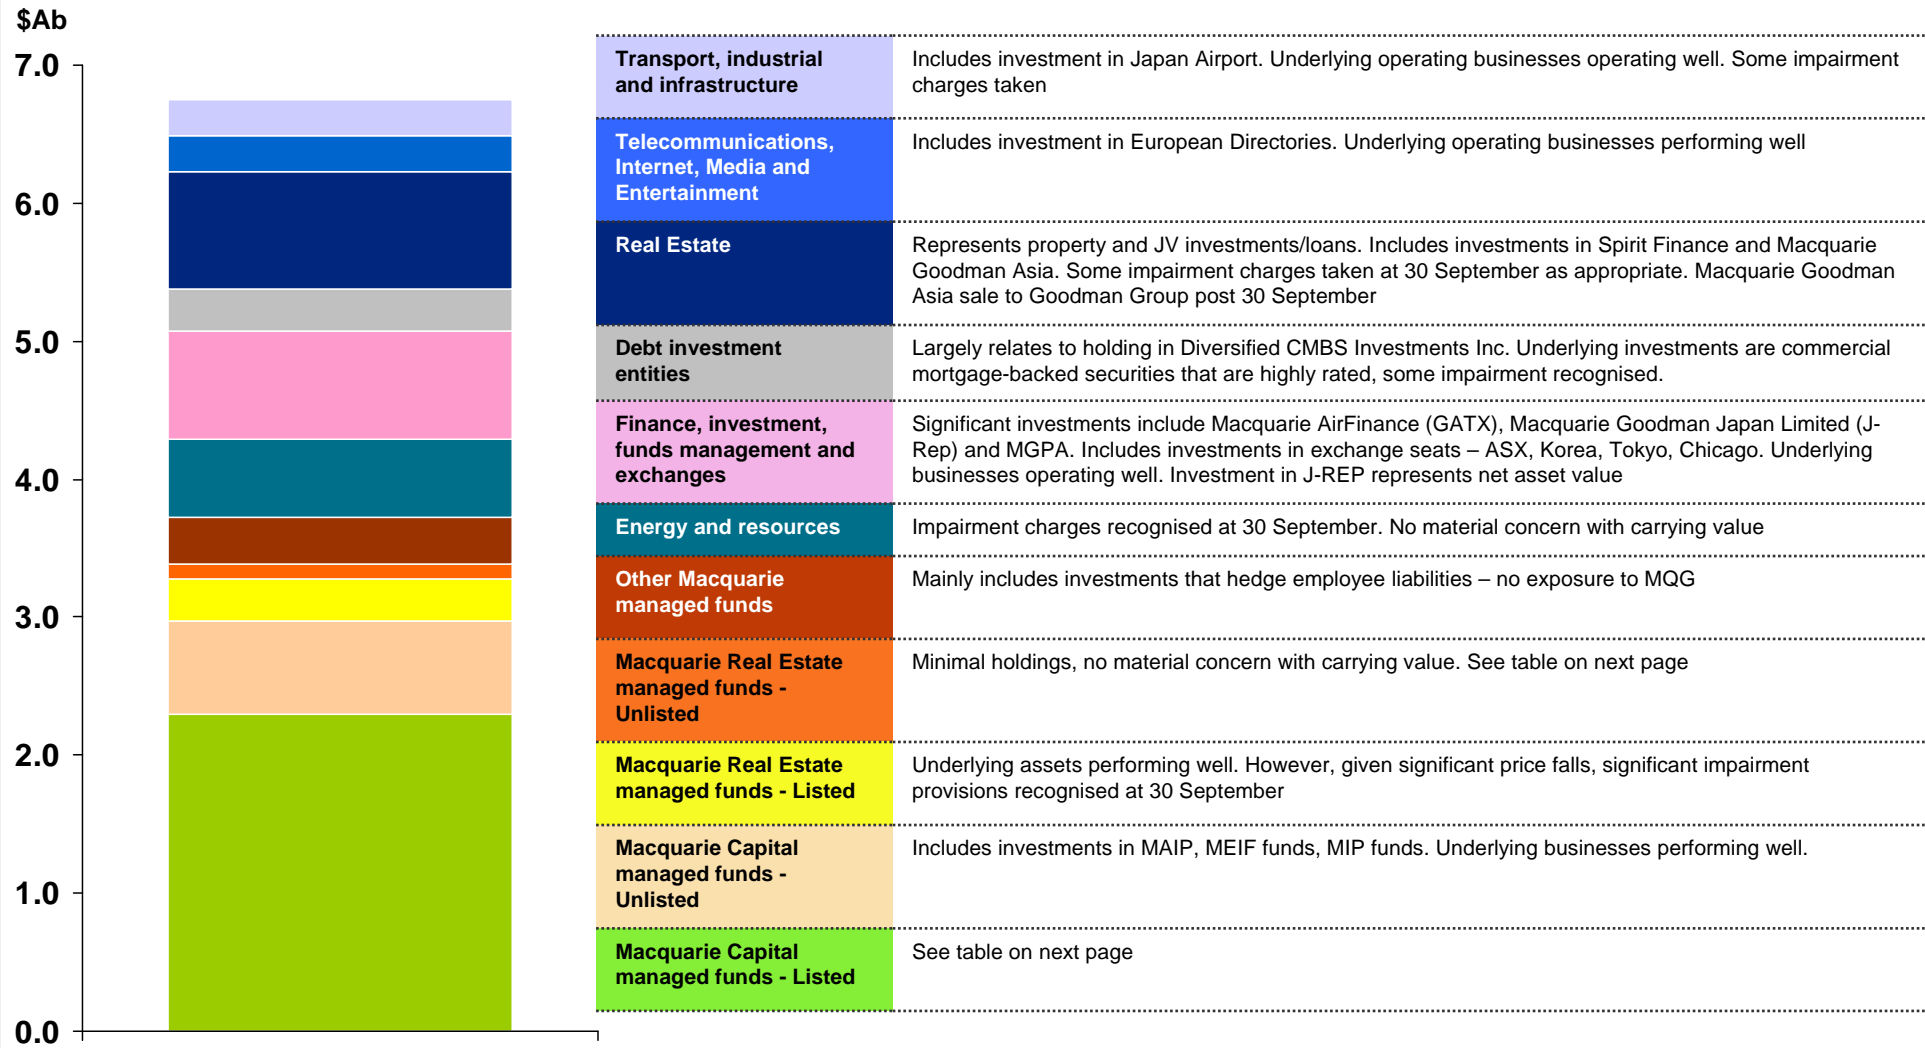 $Ab
7.0
6.0
5.0
4.0
3.0
2.0
1.0
0.0
Transport, industrial
and infrastructure
Includes investment in Japan Airport. Underlying operating businesses operating well. Some impairment
charges taken
Telecommunications,
Internet, Media and
Entertainment
Includes investment in European Directories. Underlying operating businesses performing well
Real Estate
Represents property and JV investments/loans. Includes investments in Spirit Finance and Macquarie
Goodman Asia. Some impairment charges taken at 30 September as appropriate. Macquarie Goodman
Asia sale to Goodman Group post 30 September
Debt investment
entities
Largely relates to holding in Diversified CMBS Investments Inc. Underlying investments are commercial
mortgage-backed securities that are highly rated, some impairment recognised.
Finance, investment,
funds management and
exchanges
Significant investments include Macquarie AirFinance (GATX), Macquarie Goodman Japan Limited (J-
Rep) and MGPA. Includes investments in exchange seats – ASX, Korea, Tokyo, Chicago. Underlying
businesses operating well. Investment in J-REP represents net asset value
Energy and resources
Impairment charges recognised at 30 September. No material concern with carrying value
Other Macquarie
managed funds
Mainly includes investments that hedge employee liabilities – no exposure to MQG
Macquarie Real Estate
managed funds -
Unlisted
Minimal holdings, no material concern with carrying value. See table on next page
Macquarie Real Estate
managed funds - Listed
Underlying assets performing well. However, given significant price falls, significant impairment
provisions recognised at 30 September
Macquarie Capital
managed funds -
Unlisted
Includes investments in MAIP, MEIF funds, MIP funds. Underlying businesses performing well.
Macquarie Capital
managed funds - Listed
See table on next page